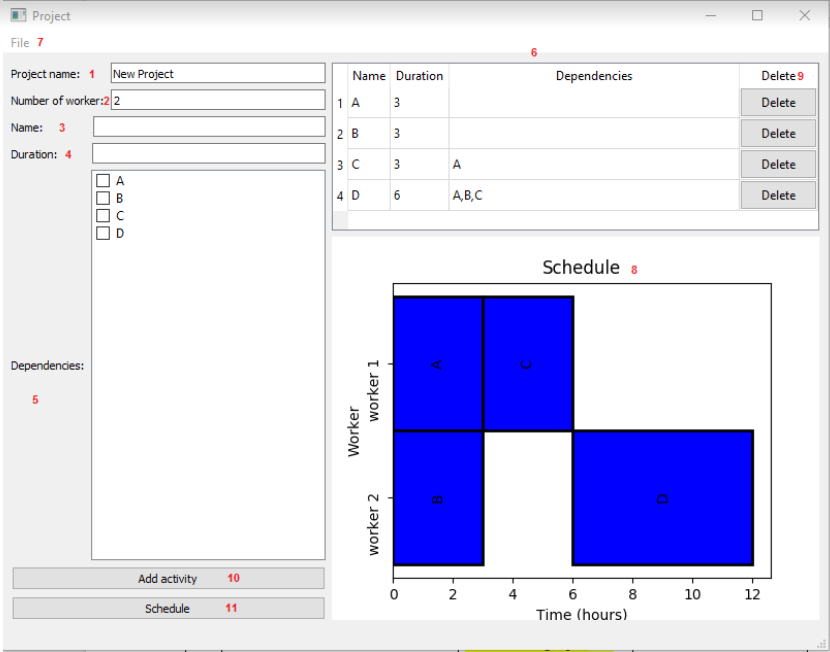 Project
File 7
6
Project name: 1 New Project
Number of worker: 2 2
Name: 3
Duration: 4
A
B
C
D
Dependencies:
5
Add activity 10
Schedule 11
Name Duration Dependencies Delete 9
1 A 3 Delete
2 B 3 Delete
3 C 3 A Delete
4 D 6 A,B,C Delete
Schedule 8
Worker
worker 1
worker 2
A
C
B
D
0 2 4 6 8 10 12
Time (hours)